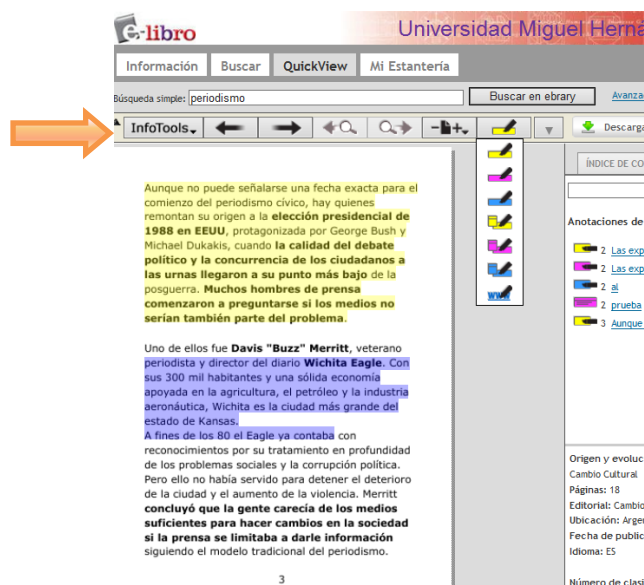 e-libro
Universidad Miguel Herná
Información Buscar QuickView Mi Estantería
Búsqueda simple: periodismo Buscar en ebrary Avanza
InfoTools Descarga
Aunque no puede señalarse una fecha exacta para el
comienzo del periodismo cívico, hay quienes
remontan su origen a la elección presidencial de
1988 en EEUU, protagonizada por George Bush y
Michael Dukakis, cuando la calidad del debate
político y la concurrencia de los ciudadanos a
las urnas llegaron a su punto más bajo de la
posguerra. Muchos hombres de prensa
comenzaron a preguntarse si los medios no
serían también parte del problema.
Uno de ellos fue Davis "Buzz" Merritt, veterano
periodista y director del diario Wichita Eagle. Con
sus 300 mil habitantes y una sólida economía
apoyada en la agricultura, el petróleo y la industria
aeronáutica, Wichita es la ciudad más grande del
estado de Kansas.
A fines de los 80 el Eagle ya contaba con
reconocimientos por su tratamiento en profundidad
de los problemas sociales y la corrupción política.
Pero ello no había servido para detener el deterioro
de la ciudad y el aumento de la violencia. Merritt
concluyó que la gente carecía de los medios
suficientes para hacer cambios en la sociedad
si la prensa se limitaba a darle información
siguiendo el modelo tradicional del periodismo.
3
www
ÍNDICE DE CO
Anotaciones de
2 Las exp
2 Las exp
2 al
2 prueba
3 Aunque
Origen y evoluc
Cambio Cultural
Páginas: 18
Editorial: Cambio
Ubicación: Argen
Fecha de public
Idioma: ES
Número de clasi